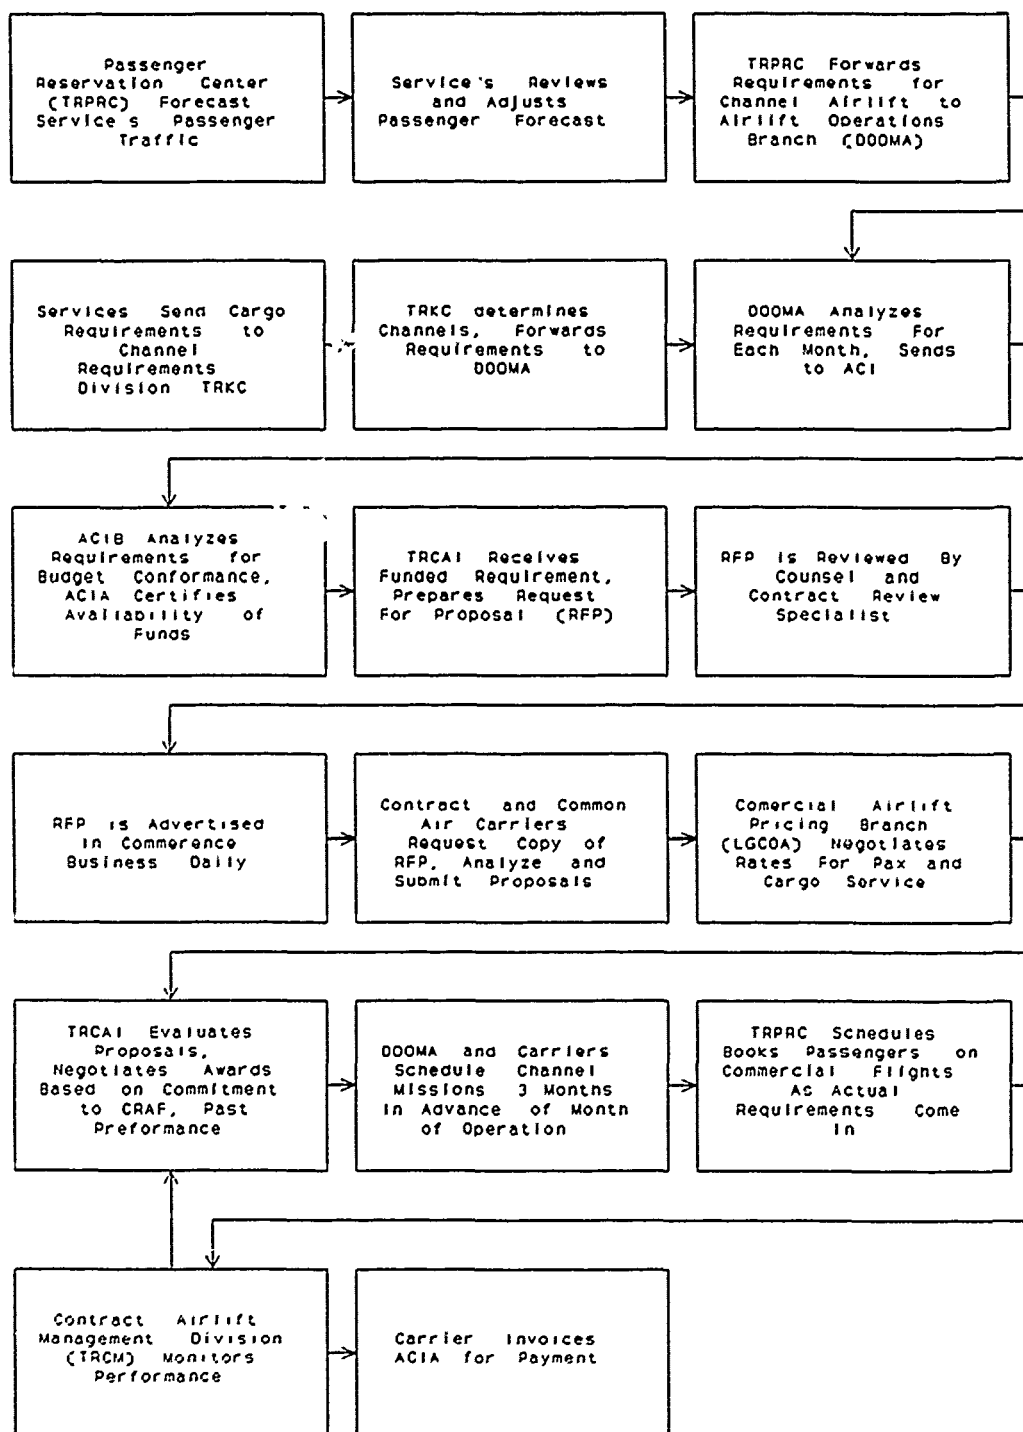 Passenger
Reservation Center
(TRPRC) Forecast
Service's Passenger
Traffic
Service's Reviews
and Adjusts
Passenger Forecast
TRPRC Forwards
Requirements for
Channel Airlift to
Airlift Operations
Branch (DOOMA)
Services Send Cargo
Requirements to
Channel
Requirements
Division TRKC
TRKC determines
Channels, Forwards
Requirements to
DOOMA
DOOMA Analyzes
Requirements For
Each Month, Sends
to ACI
ACIB Analyzes
Requirements for
Budget Conformance,
ACIA Certifies
Availability of
Funds
TRCAI Receives
Funded Requirement,
Prepares Request
For Proposal (RFP)
RFP is Reviewed By
Counsel and
Contract Review
Specialist
RFP is Advertised
in Commerence
Business Daily
Contract and Common
Air Carriers
Request Copy of
RFP, Analyze and
Submit Proposals
Comercial Airlift
Pricing Branch
(LGCOA) Negotiates
Rates For Pax and
Cargo Service
TRCAI Evaluates
Proposals,
Negotiates Awards
Based on Commitment
to CRAF, Past
Preformance
DOOMA and Carriers
Schedule Channel
Missions 3 Months
in Advance of Month
of Operation
TRPRC Schedules
Books Passengers on
Commercial Flights
As Actual
Requirements Come
In
Contract Airlift
Management Division
(TRCM) Monitors
Performance
Carrier Invoices
ACIA for Payment